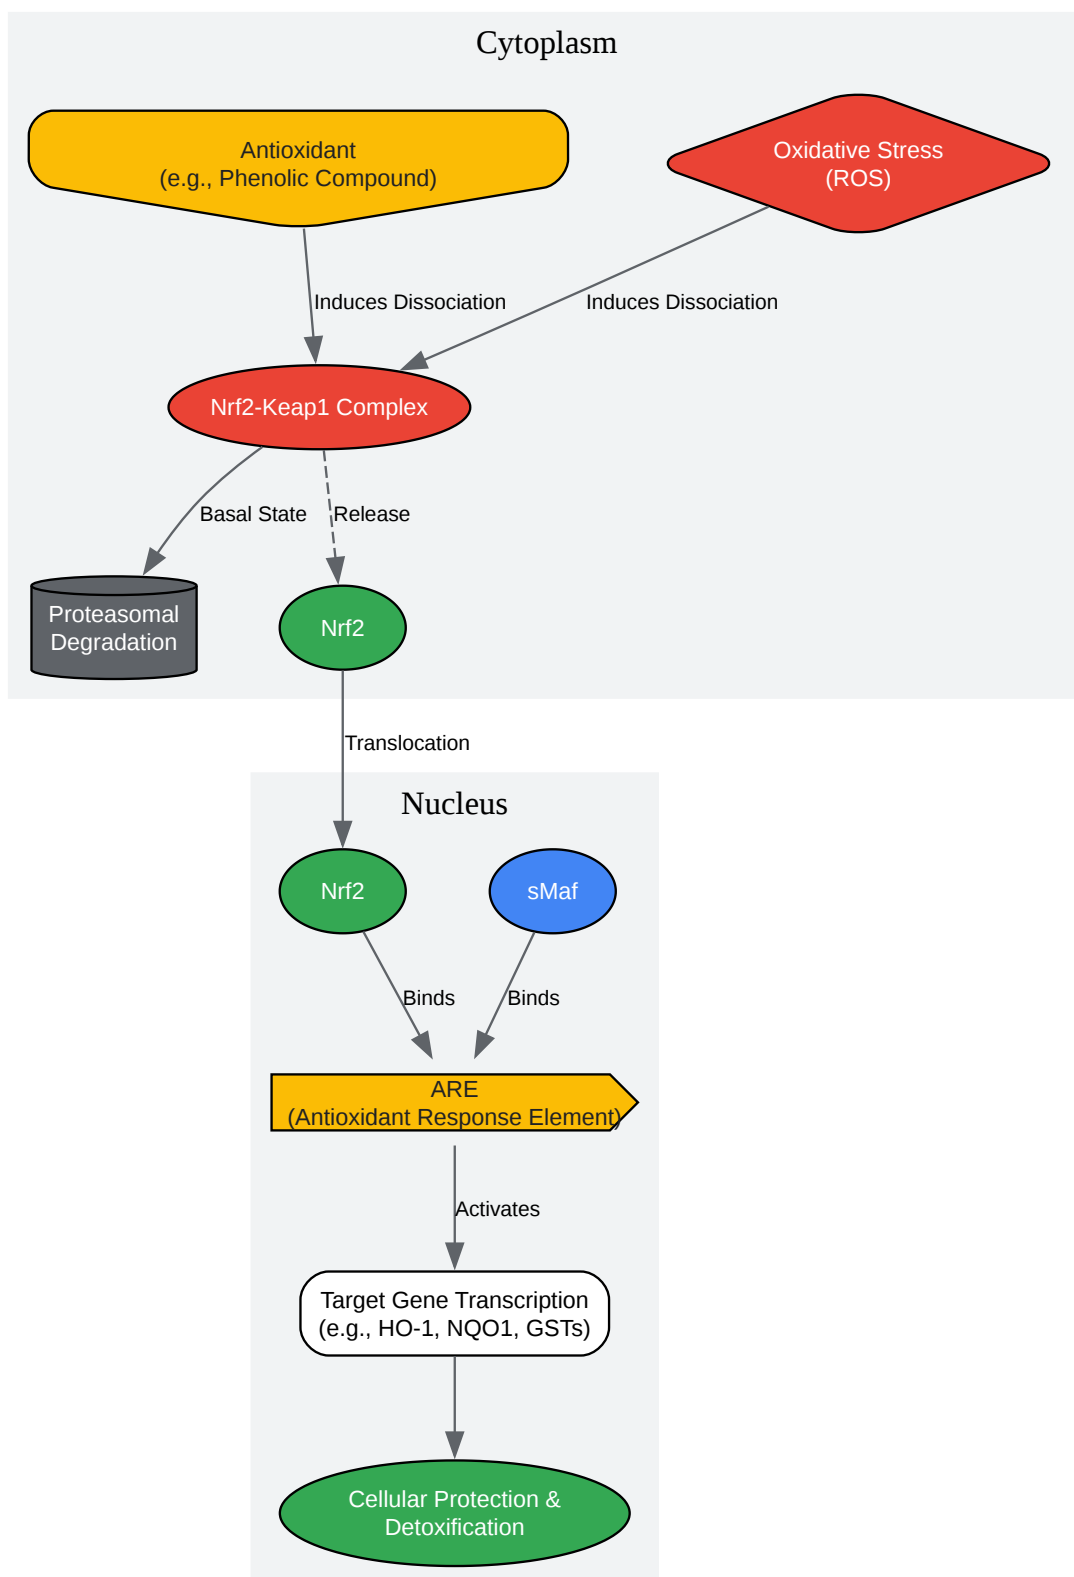 Cytoplasm
Antioxidant
(e.g., Phenolic Compound)
Oxidative Stress
(ROS)
Induces Dissociation
Induces Dissociation
Nrf2-Keap1 Complex
Basal State
Release
Proteasomal
Degradation
Nrf2
Translocation
Nucleus
Nrf2
sMaf
Binds
Binds
ARE
(Antioxidant Response Element)
Activates
Target Gene Transcription
(e.g., HO-1, NQO1, GSTs)
Cellular Protection &
Detoxification